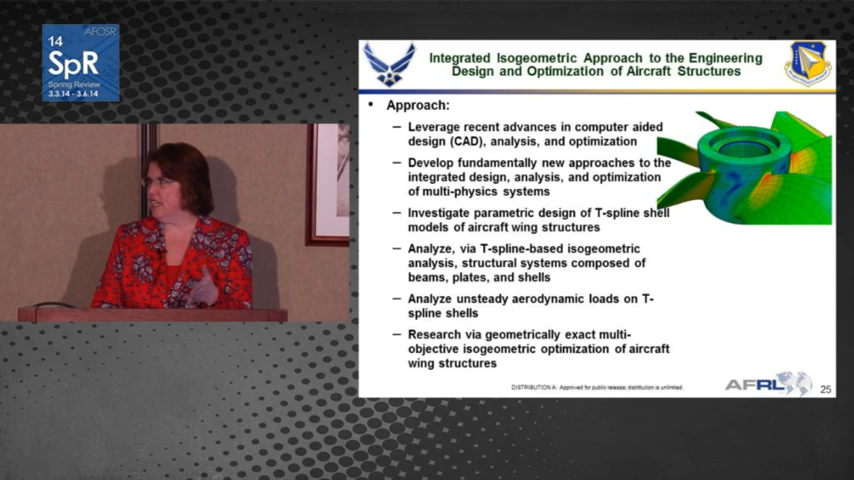 AFOSR
14
SpR
Spring Review
3.3.14 - 3.6.14
Integrated Isogeometric Approach to the Engineering
Design and Optimization of Aircraft Structures
• Approach:
– Leverage recent advances in computer aided
design (CAD), analysis, and optimization
– Develop fundamentally new approaches to the
integrated design, analysis, and optimization
of multi-physics systems
– Investigate parametric design of T-spline shell
models of aircraft wing structures
– Analyze, via T-spline-based isogeometric
analysis, structural systems composed of
beams, plates, and shells
– Analyze unsteady aerodynamic loads on T-
spline shells
– Research via geometrically exact multi-
objective isogeometric optimization of aircraft
wing structures
DISTRIBUTION A: Approved for public release; distribution is unlimited.
AFRL
25